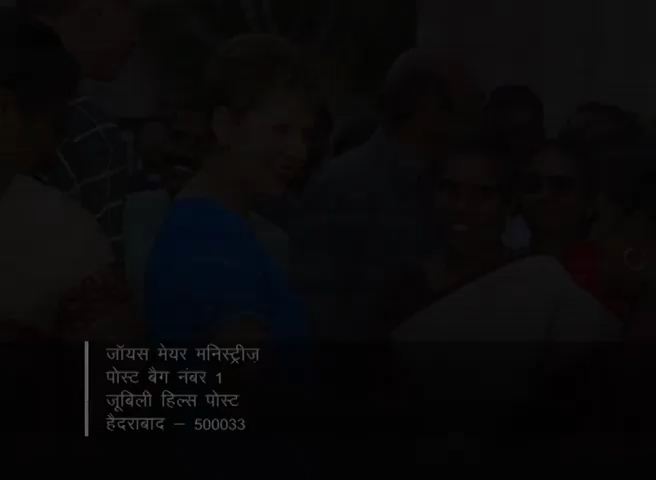 जॉयस मेयर मनिस्ट्रीज़
पोस्ट बैग नंबर 1
जूबिली हिल्स पोस्ट
हैदराबाद – 500033